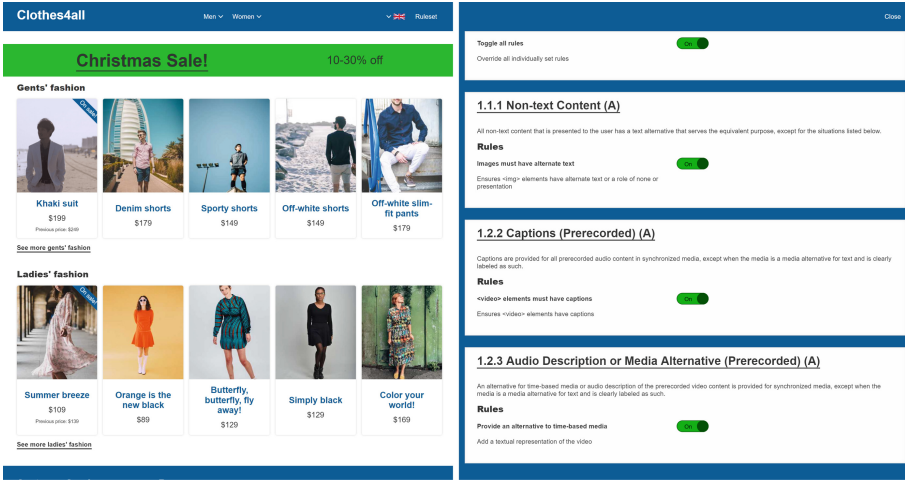 Clothes4all
Men
Women
Ruleset
Christmas Sale!
10-30% off
Gents' fashion
On sale!
Khaki suit
$199
Previous price: $249
Denim shorts
$179
Sporty shorts
$149
Off-white shorts
$149
Off-white slim-
fit pants
$179
See more gents' fashion
Ladies' fashion
On sale!
Summer breeze
$109
Previous price: $139
Orange is the
new black
$89
Butterfly,
butterfly, fly
away!
$129
Simply black
$129
Color your
world!
$169
See more ladies' fashion
Close
Toggle all rules
On
Override all individually set rules
1.1.1 Non-text Content (A)
All non-text content that is presented to the user has a text alternative that serves the equivalent purpose, except for the situations listed below.
Rules
Images must have alternate text
On
Ensures <img> elements have alternate text or a role of none or
presentation
1.2.2 Captions (Prerecorded) (A)
Captions are provided for all prerecorded audio content in synchronized media, except when the media is a media alternative for text and is clearly
labeled as such.
Rules
<video> elements must have captions
On
Ensures <video> elements have captions
1.2.3 Audio Description or Media Alternative (Prerecorded) (A)
An alternative for time-based media or audio description of the prerecorded video content is provided for synchronized media, except when the
media is a media alternative for text and is clearly labeled as such.
Rules
Provide an alternative to time-based media
On
Add a textual representation of the video